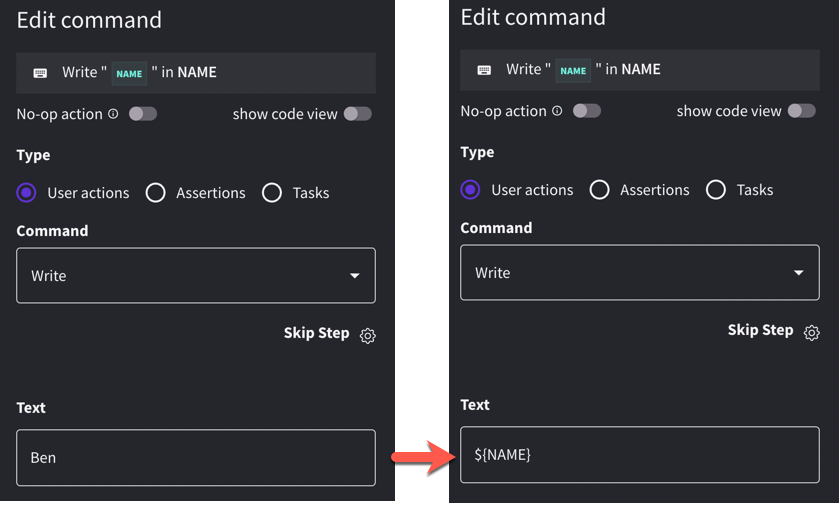 Edit command
Write " NAME " in NAME
No-op action
show code view
Type
User actions
Assertions
Tasks
Command
Write
Skip Step
Text
Ben
Edit command
Write " NAME " in NAME
No-op action
show code view
Type
User actions
Assertions
Tasks
Command
Write
Skip Step
Text
${NAME}